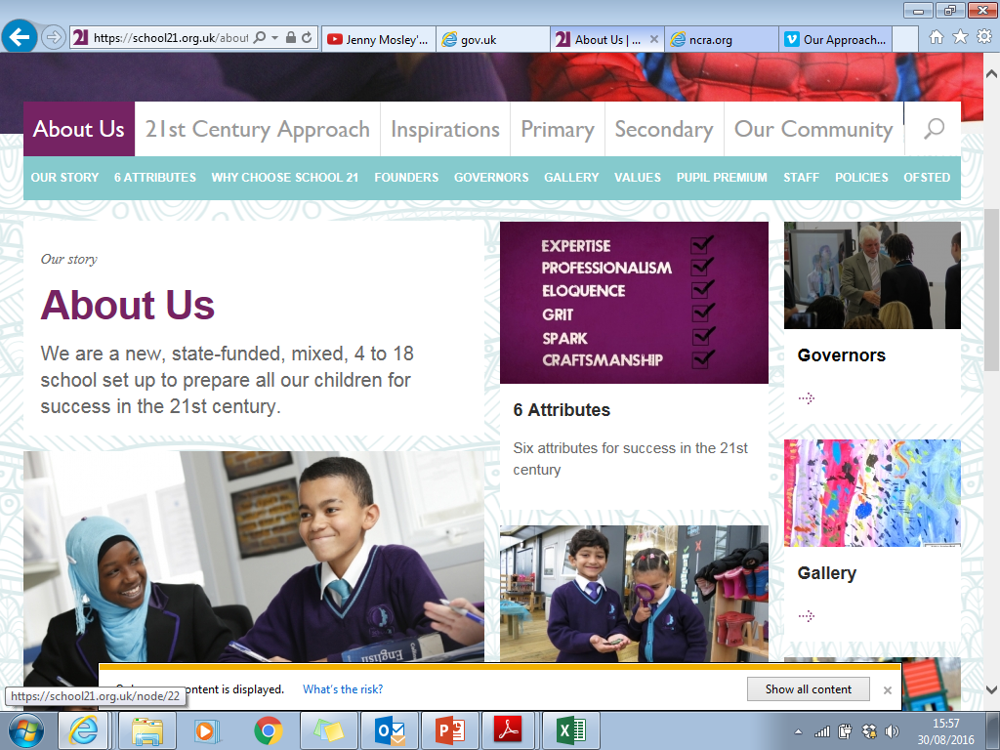 https://school21.org.uk/about
Jenny Mosley'...
gov.uk
21 About Us | ...
ncra.org
Our Approach...
About Us
21st Century Approach
Inspirations
Primary
Secondary
Our Community
OUR STORY
6 ATTRIBUTES
WHY CHOOSE SCHOOL 21
FOUNDERS
GOVERNORS
GALLERY
VALUES
PUPIL PREMIUM
STAFF
POLICIES
OFSTED
Our story
About Us
We are a new, state-funded, mixed, 4 to 18
school set up to prepare all our children for
success in the 21st century.
EXPERTISE
PROFESSIONALISM
ELOQUENCE
GRIT
SPARK
CRAFTSMANSHIP
6 Attributes
Six attributes for success in the 21st
century
Governors
Gallery
English
content is displayed.
What's the risk?
Show all content
https://school21.org.uk/node/22
15:57
30/08/2016